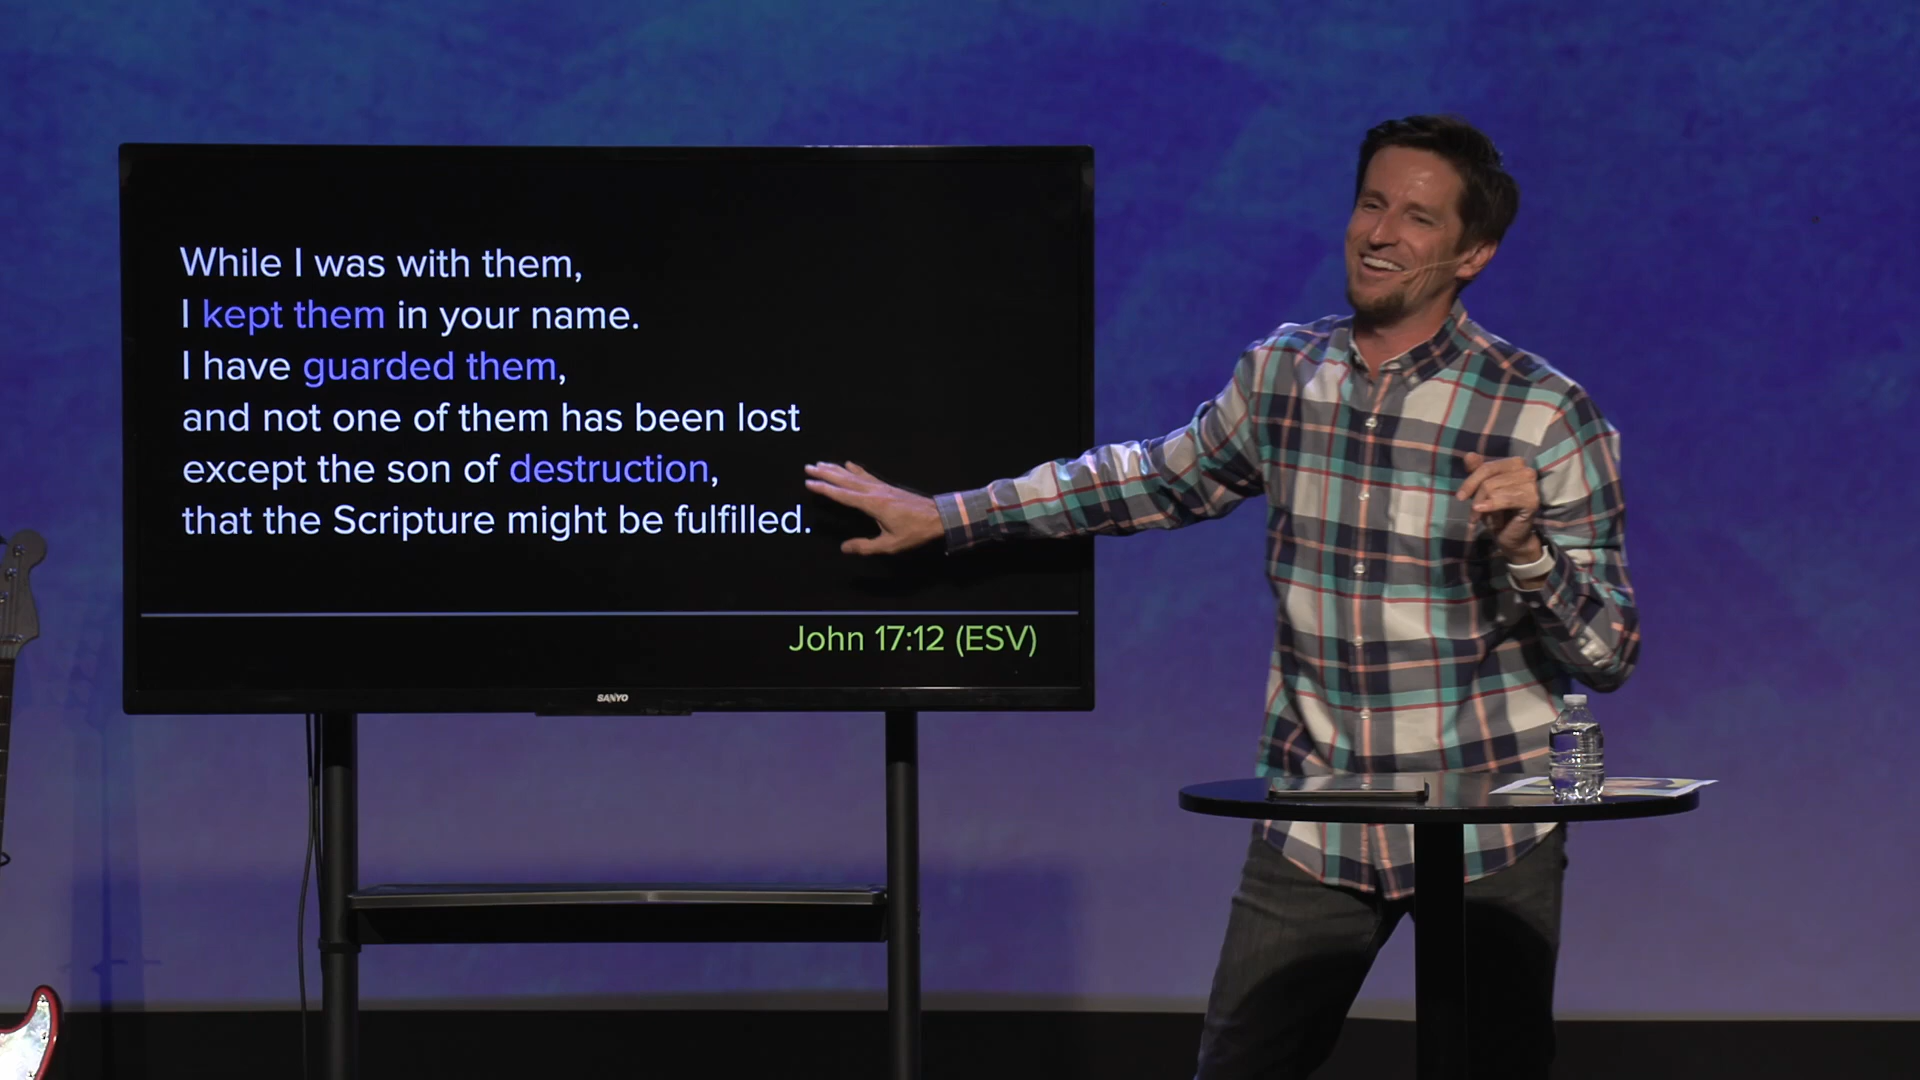 While I was with them,
I kept them in your name.
I have guarded them,
and not one of them has been lost
except the son of destruction,
that the Scripture might be fulfilled.
John 17:12 (ESV)
SANYO